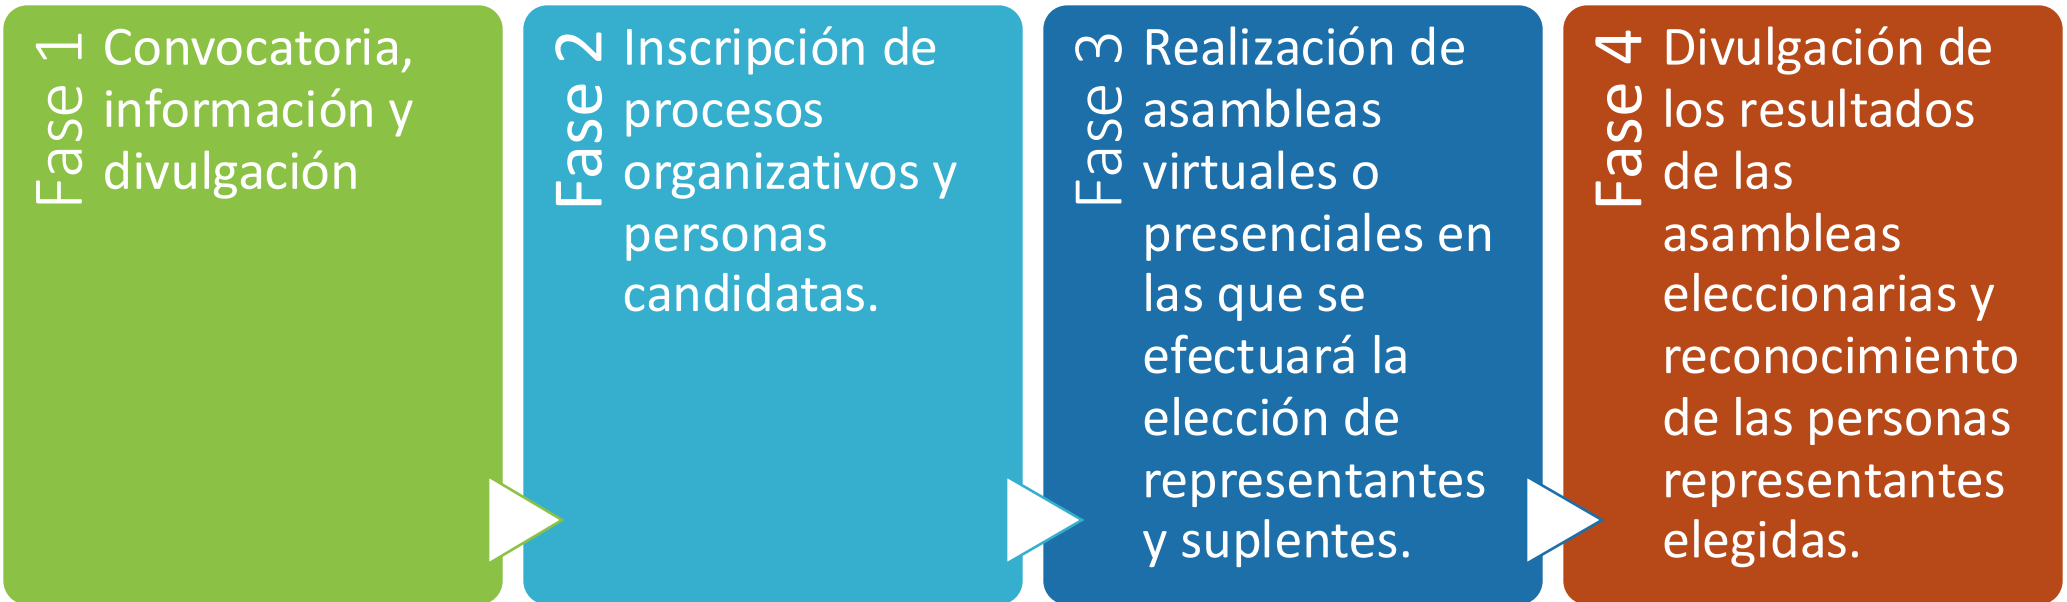 Fase 1
Convocatoria,
información y
divulgación
Fase 2
Inscripción de
procesos
organizativos y
personas
candidatas.
Fase 3
Realización de
asambleas
virtuales o
presenciales en
las que se
efectuará la
elección de
representantes
y suplentes.
Fase 4
Divulgación de
los resultados
de las
asambleas
eleccionarias y
reconocimiento
de las personas
representantes
elegidas.